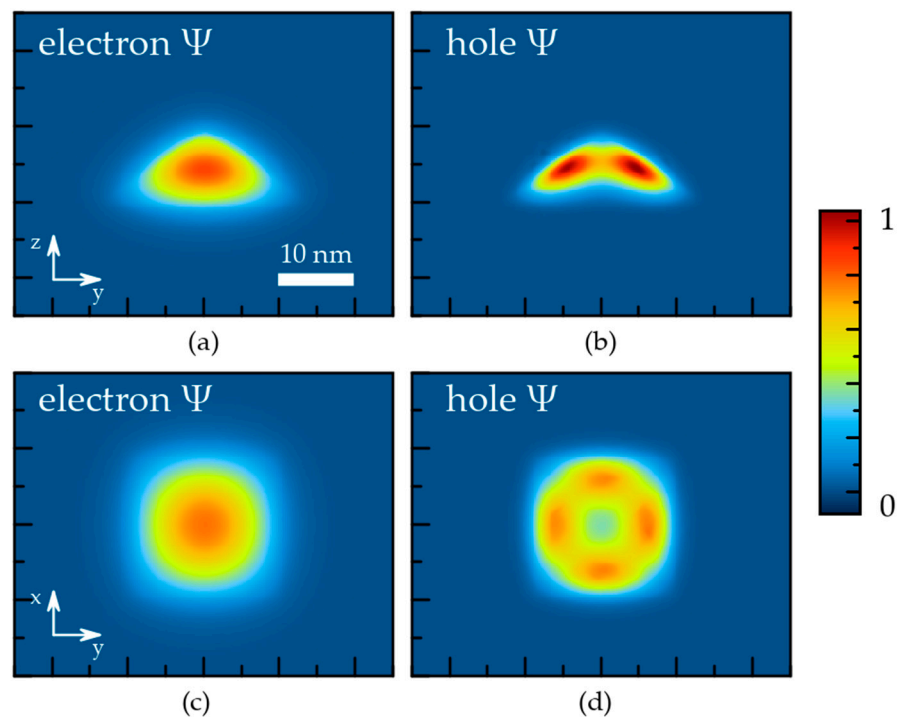 electron Ψ
hole Ψ
z
y
10 nm
(a)
(b)
1
0
electron Ψ
hole Ψ
x
y
(c)
(d)